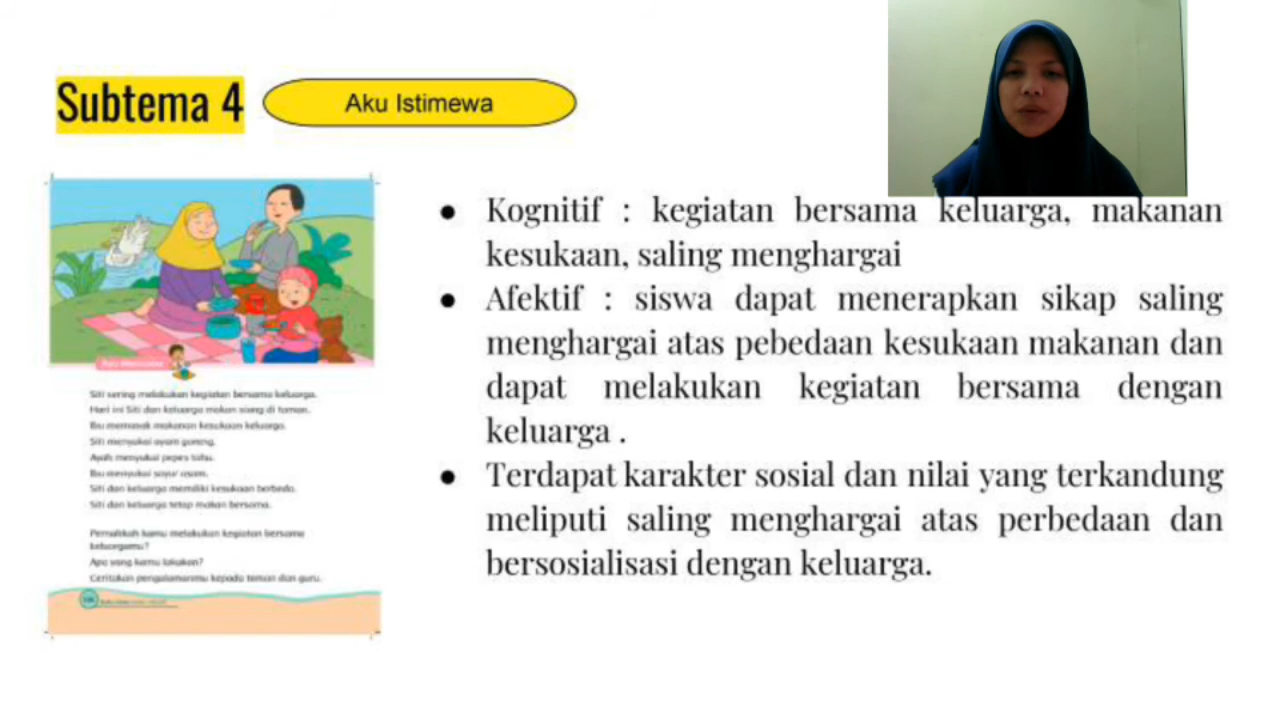 Subtema 4
Aku Istimewa
Siti sering melakukan kegiatan bersama keluarga.
Hari ini Siti dan keluarga makan siang di taman.
Ibu memasak makanan kesukaan keluarga.
Siti menyukai ayam goreng.
Ayah menyukai pepes tahu.
Ibu menyukai sayur asam.
Siti dan keluarga memiliki kesukaan berbeda.
Siti dan keluarga tetap makan bersama.
Pernahkah kamu melakukan kegiatan bersama
keluargamu?
Apa yang kamu lakukan?
Ceritakan pengalamanmu kepada teman dan guru.
● Kognitif : kegiatan bersama keluarga, makanan
kesukaan, saling menghargai
● Afektif : siswa dapat menerapkan sikap saling
menghargai atas pebedaan kesukaan makanan dan
dapat melakukan kegiatan bersama dengan
keluarga .
● Terdapat karakter sosial dan nilai yang terkandung
meliputi saling menghargai atas perbedaan dan
bersosialisasi dengan keluarga.